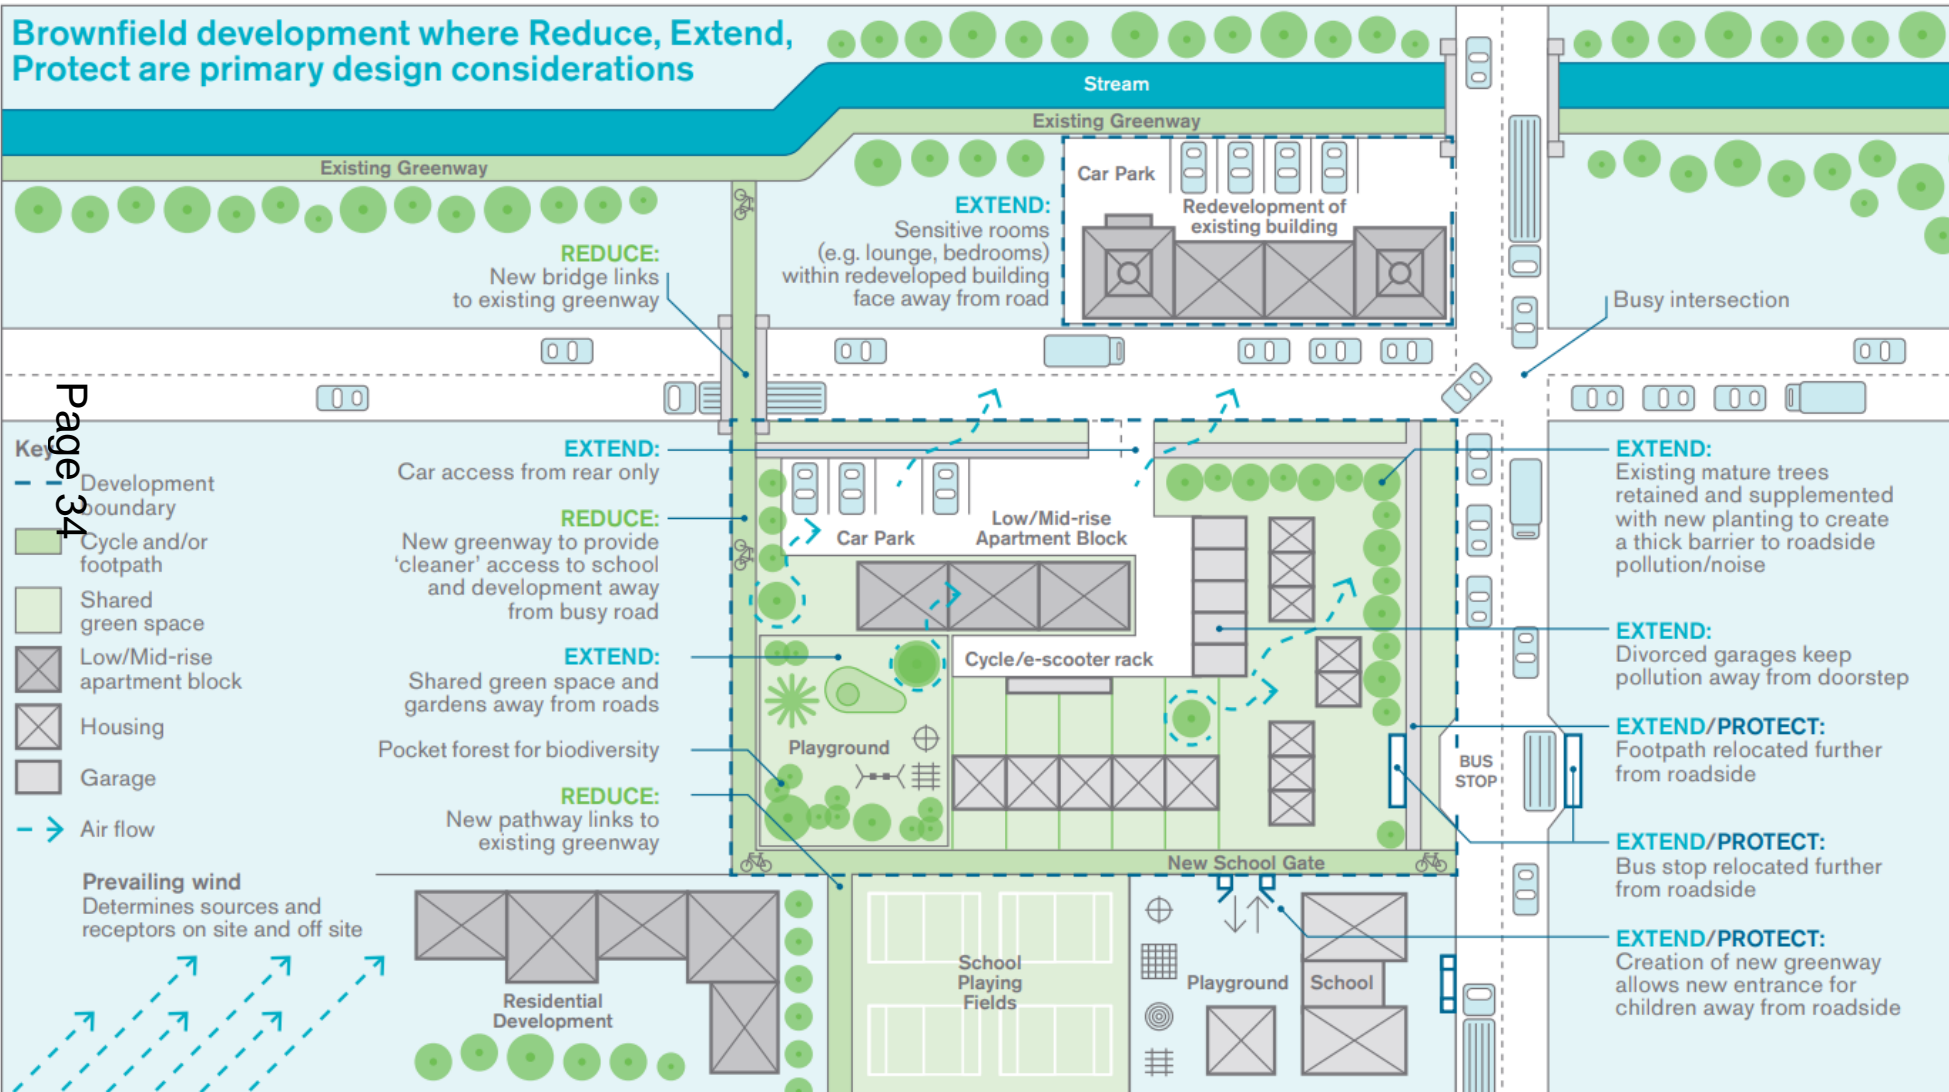 Brownfield development where Reduce, Extend,
Protect are primary design considerations
Stream
Existing Greenway
Existing Greenway
Car Park
Redevelopment of
existing building
EXTEND:
Sensitive rooms
(e.g. lounge, bedrooms)
within redeveloped building
face away from road
REDUCE:
New bridge links
to existing greenway
Busy intersection
Page 34
Key
Development
boundary
Cycle and/or
footpath
Shared
green space
Low/Mid-rise
apartment block
Housing
Garage
Air flow
Prevailing wind
Determines sources and
receptors on site and off site
EXTEND:
Car access from rear only
REDUCE:
New greenway to provide
‘cleaner’ access to school
and development away
from busy road
EXTEND:
Shared green space and
gardens away from roads
Pocket forest for biodiversity
REDUCE:
New pathway links to
existing greenway
Car Park
Low/Mid-rise
Apartment Block
Cycle/e-scooter rack
Playground
BUS
STOP
New School Gate
EXTEND:
Existing mature trees
retained and supplemented
with new planting to create
a thick barrier to roadside
pollution/noise
EXTEND:
Divorced garages keep
pollution away from doorstep
EXTEND/PROTECT:
Footpath relocated further
from roadside
EXTEND/PROTECT:
Bus stop relocated further
from roadside
EXTEND/PROTECT:
Creation of new greenway
allows new entrance for
children away from roadside
Residential
Development
School
Playing
Fields
Playground
School